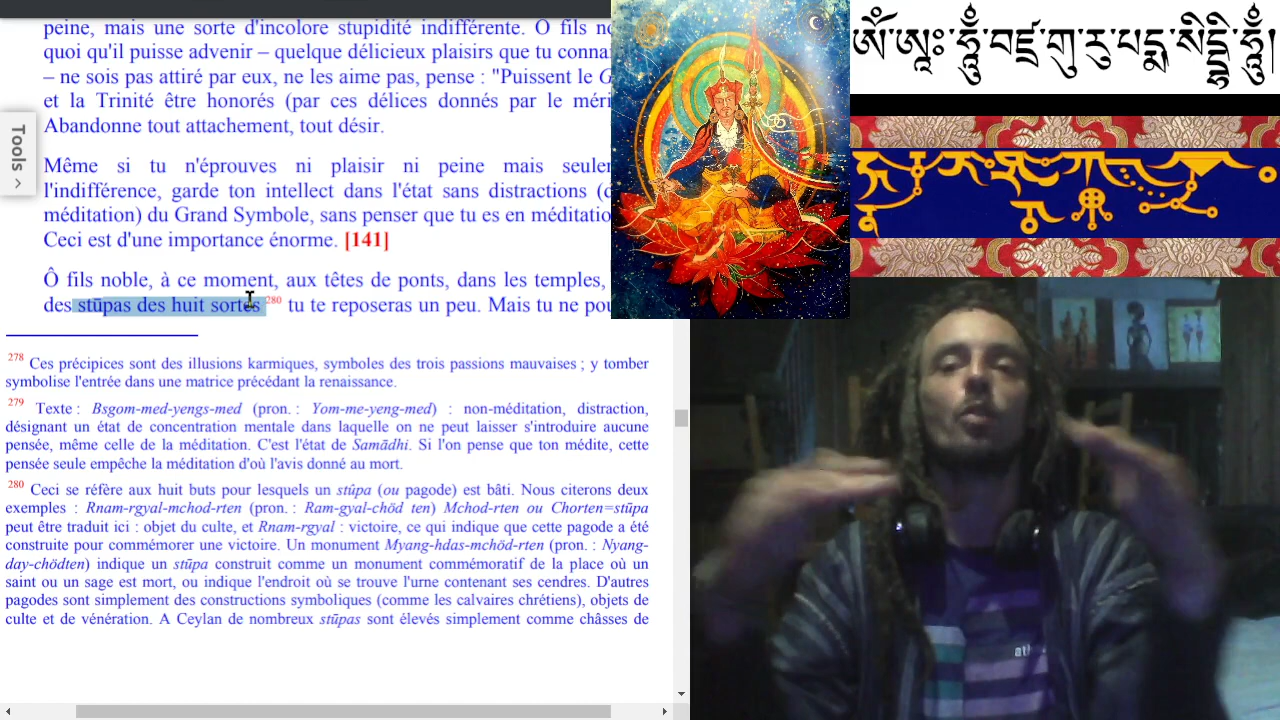 peine, mais une sorte d'incolore stupidité indifférente. Ô fils no
quoi qu'il puisse advenir – quelque délicieux plaisirs que tu connai
– ne sois pas attiré par eux, ne les aime pas, pense : "Puissent le G
et la Trinité être honorés (par ces délices donnés par le méri
Abandonne tout attachement, tout désir.
Même si tu n'éprouves ni plaisir ni peine mais seulem
l'indifférence, garde ton intellect dans l'état sans distractions (d
méditation) du Grand Symbole, sans penser que tu es en méditatio
Ceci est d'une importance énorme. [141]
Ô fils noble, à ce moment, aux têtes de ponts, dans les temples,
des stūpas des huit sortes 280 tu te reposeras un peu. Mais tu ne pou
278 Ces précipices sont des illusions karmiques, symboles des trois passions mauvaises ; y tomber
symbolise l'entrée dans une matrice précédant la renaissance.
279 Texte : Bsgom-med-yengs-med (pron. : Yom-me-yeng-med) : non-méditation, distraction,
désignant un état de concentration mentale dans laquelle on ne peut laisser s'introduire aucune
pensée, même celle de la méditation. C'est l'état de Samādhi. Si l'on pense que ton médite, cette
pensée seule empêche la méditation d'où l'avis donné au mort.
280 Ceci se réfère aux huit buts pour lesquels un stûpa (ou pagode) est bâti. Nous citerons deux
exemples : Rnam-rgyal-mchod-rten (pron. : Ram-gyal-chöd ten) Mchod-rten ou Chorten=stūpa
peut être traduit ici : objet du culte, et Rnam-rgyal : victoire, ce qui indique que cette pagode a été
construite pour commémorer une victoire. Un monument Myang-hdas-mchöd-rten (pron. : Nyang-
day-chödten) indique un stūpa construit comme un monument commémoratif de la place où un
saint ou un sage est mort, ou indique l'endroit où se trouve l'urne contenant ses cendres. D'autres
pagodes sont simplement des constructions symboliques (comme les calvaires chrétiens), objets de
culte et de vénération. A Ceylan de nombreux stūpas sont élevés simplement comme châsses de
Tools
ཨོཾ་ཨཱཿ་ཧཱུྃ་བཛྲ་གུ་རུ་པདྨ་སིདྡྷི་ཧཱུྃ།